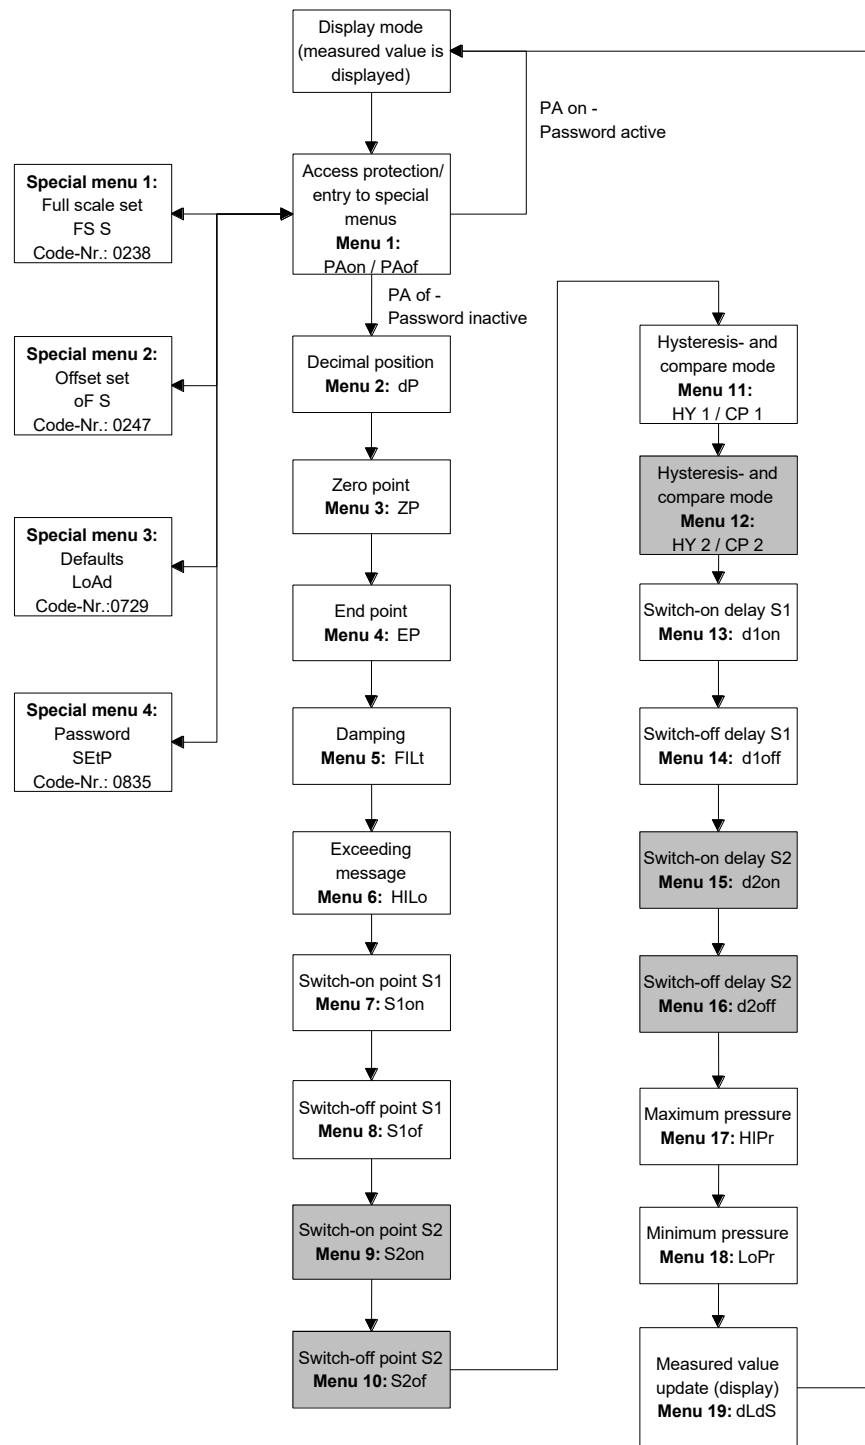 Display mode
(measured value is
displayed)
PA on -
Password active
Access protection/
entry to special
menus
Menu 1:
PAon / PAof
Special menu 1:
Full scale set
FS S
Code-Nr.: 0238
Special menu 2:
Offset set
oF S
Code-Nr.: 0247
Special menu 3:
Defaults
LoAd
Code-Nr.:0729
Special menu 4:
Password
SEtP
Code-Nr.: 0835
PA of -
Password inactive
Decimal position
Menu 2: dP
Zero point
Menu 3: ZP
End point
Menu 4: EP
Damping
Menu 5: FILt
Exceeding
message
Menu 6: HILo
Switch-on point S1
Menu 7: S1on
Switch-off point S1
Menu 8: S1of
Switch-on point S2
Menu 9: S2on
Switch-off point S2
Menu 10: S2of
Hysteresis- and
compare mode
Menu 11:
HY 1 / CP 1
Hysteresis- and
compare mode
Menu 12:
HY 2 / CP 2
Switch-on delay S1
Menu 13: d1on
Switch-off delay S1
Menu 14: d1off
Switch-on delay S2
Menu 15: d2on
Switch-off delay S2
Menu 16: d2off
Maximum pressure
Menu 17: HIPr
Minimum pressure
Menu 18: LoPr
Measured value
update (display)
Menu 19: dLdS